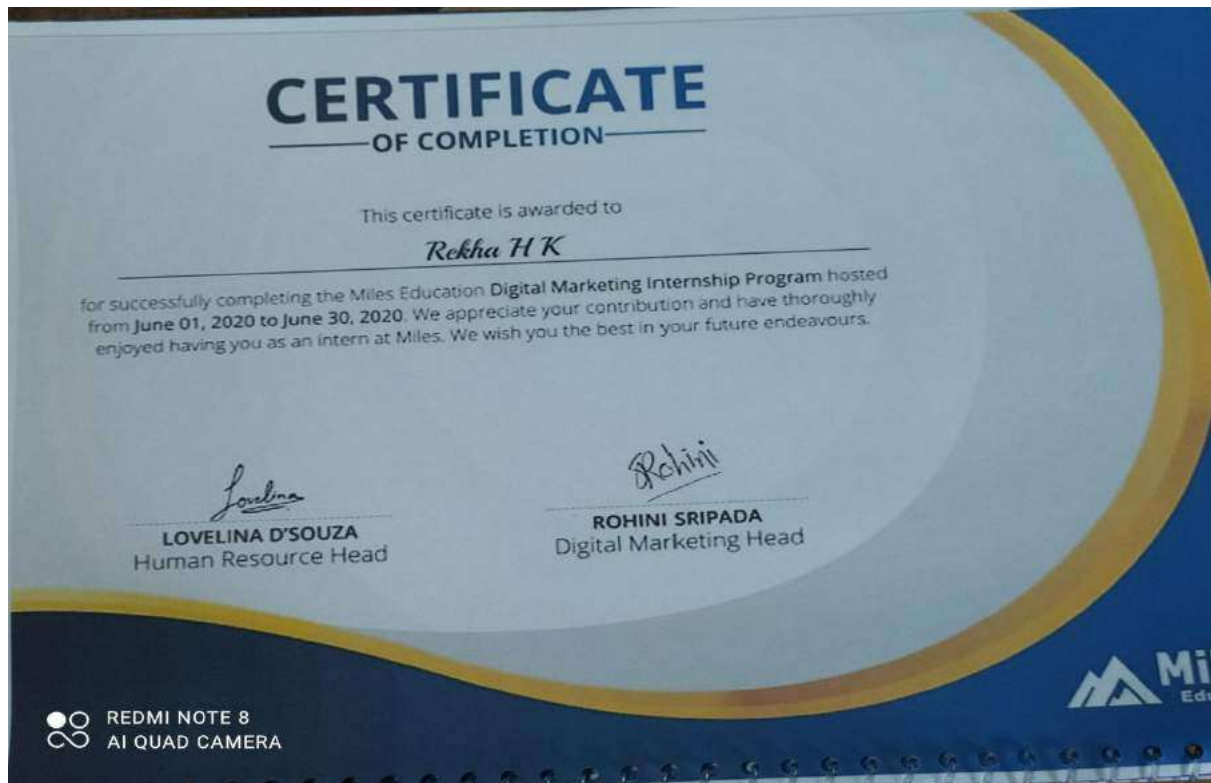 CERTIFICATE
OF COMPLETION
This certificate is awarded to
Rekha H K
for successfully completing the Miles Education Digital Marketing Internship Program hosted
from June 01, 2020 to June 30, 2020. We appreciate your contribution and have thoroughly
enjoyed having you as an intern at Miles. We wish you the best in your future endeavours.
Lovelina
LOVELINA D'SOUZA
Human Resource Head
Rohini
ROHINI SRIPADA
Digital Marketing Head
Mi
Edu
REDMI NOTE 8
AI QUAD CAMERA